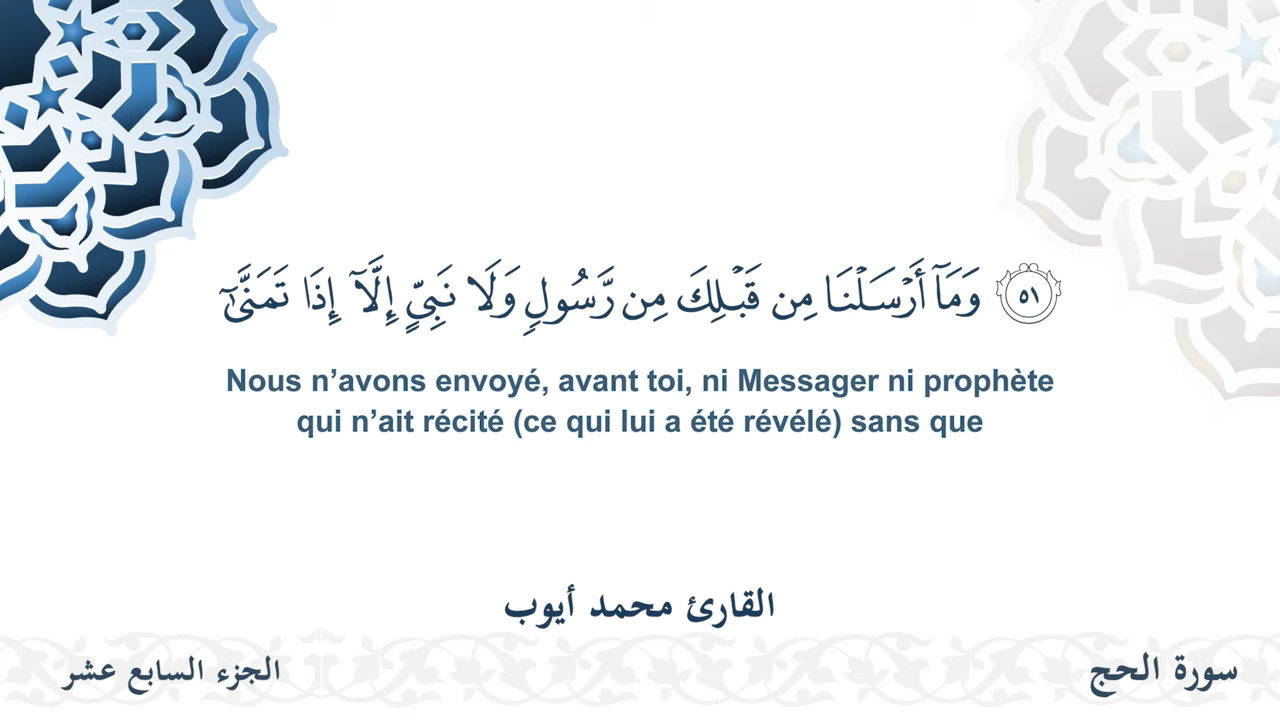 ٥١ وَمَآ أَرْسَلْنَا مِن قَبْلِكَ مِن رَّسُولٍ وَلَا نَبِيٍّ إِلَّآ إِذَا تَمَنَّىٰٓ
Nous n’avons envoyé, avant toi, ni Messager ni prophète
qui n’ait récité (ce qui lui a été révélé) sans que
القارئ محمد أيوب
سورة الحج
الجزء السابع عشر